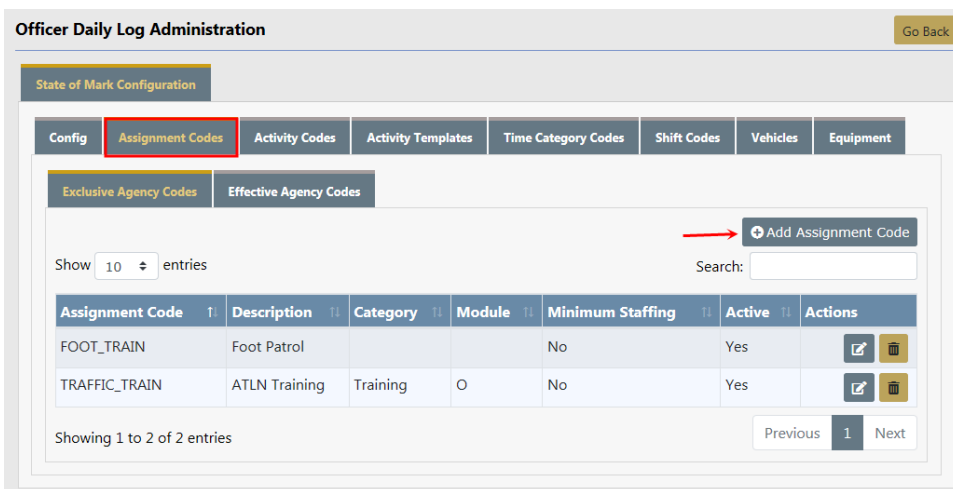 Officer Daily Log Administration
Go Back
State of Mark Configuration
Config Assignment Codes Activity Codes Activity Templates Time Category Codes Shift Codes Vehicles Equipment
Exclusive Agency Codes Effective Agency Codes
Add Assignment Code
Show 10 entries Search:
Assignment Code Description Category Module Minimum Staffing Active Actions
FOOT_TRAIN Foot Patrol No Yes
TRAFFIC_TRAIN ATLN Training Training O No Yes
Showing 1 to 2 of 2 entries
Previous 1 Next